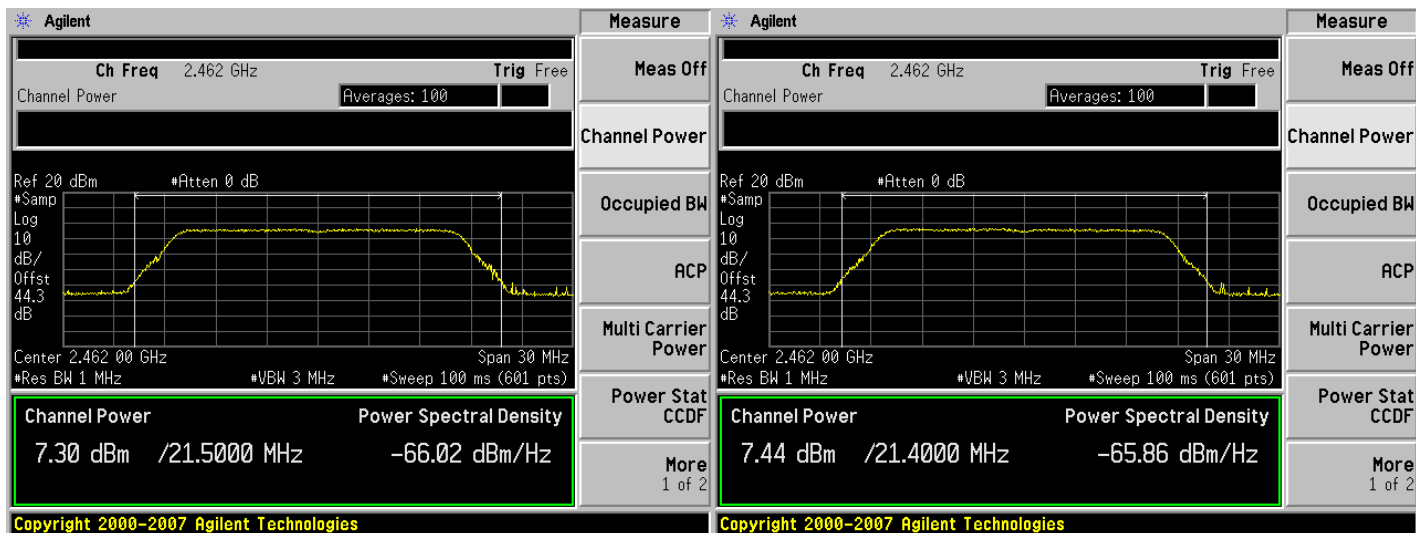 Agilent
Measure
Ch Freq 2.462 GHz Trig Free
Channel Power Averages: 100
Ref 20 dBm #Atten 0 dB
#Samp
Log
10
dB/
Offst
44.3
dB
Center 2.462 00 GHz Span 30 MHz
#Res BW 1 MHz #VBW 3 MHz #Sweep 100 ms (601 pts)
Channel Power Power Spectral Density
7.30 dBm /21.5000 MHz -66.02 dBm/Hz
Meas Off
Channel Power
Occupied BW
ACP
Multi Carrier
Power
Power Stat
CCDF
More
1 of 2
Copyright 2000-2007 Agilent Technologies
Agilent
Measure
Ch Freq 2.462 GHz Trig Free
Channel Power Averages: 100
Ref 20 dBm #Atten 0 dB
#Samp
Log
10
dB/
Offst
44.3
dB
Center 2.462 00 GHz Span 30 MHz
#Res BW 1 MHz #VBW 3 MHz #Sweep 100 ms (601 pts)
Channel Power Power Spectral Density
7.44 dBm /21.4000 MHz -65.86 dBm/Hz
Meas Off
Channel Power
Occupied BW
ACP
Multi Carrier
Power
Power Stat
CCDF
More
1 of 2
Copyright 2000-2007 Agilent Technologies